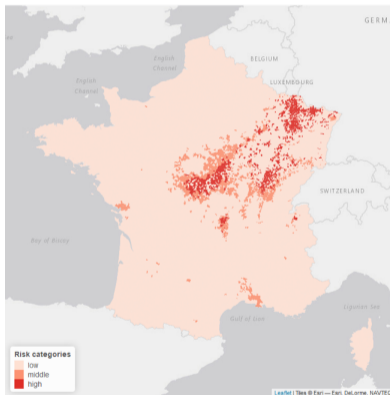 GERM
English
Channel
BELGIUM
LUXEMBOURG
English
Channel
SWITZERLAND
Bay of Biscay
Ligurian Sea
Gulf of Lion
Risk categories
low
middle
high
Leaflet | Tiles © Esri — Esri, DeLorme, NAVTEQ